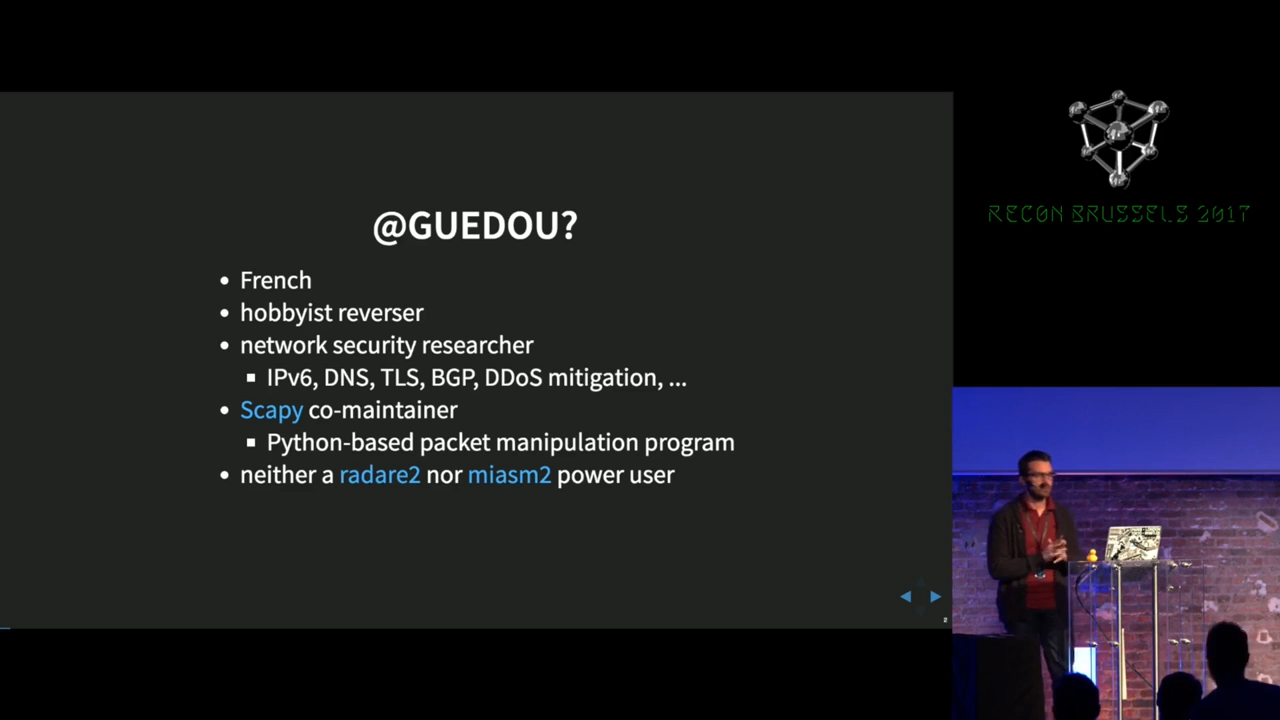 @GUEDOU?
RECON BRUSSELS 2017
• French
• hobbyist reverser
• network security researcher
▪ IPv6, DNS, TLS, BGP, DDoS mitigation, ...
• Scapy co-maintainer
▪ Python-based packet manipulation program
• neither a radare2 nor miasm2 power user
2